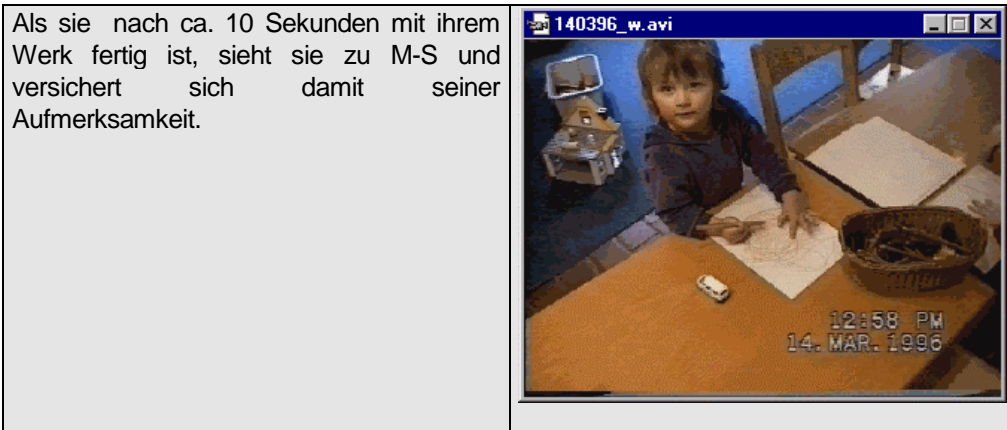 Als sie nach ca. 10 Sekunden mit ihrem
Werk fertig ist, sieht sie zu M-S und
versichert sich damit seiner
Aufmerksamkeit.
140396_w.avi
12:58 PM
14. MAR. 1996